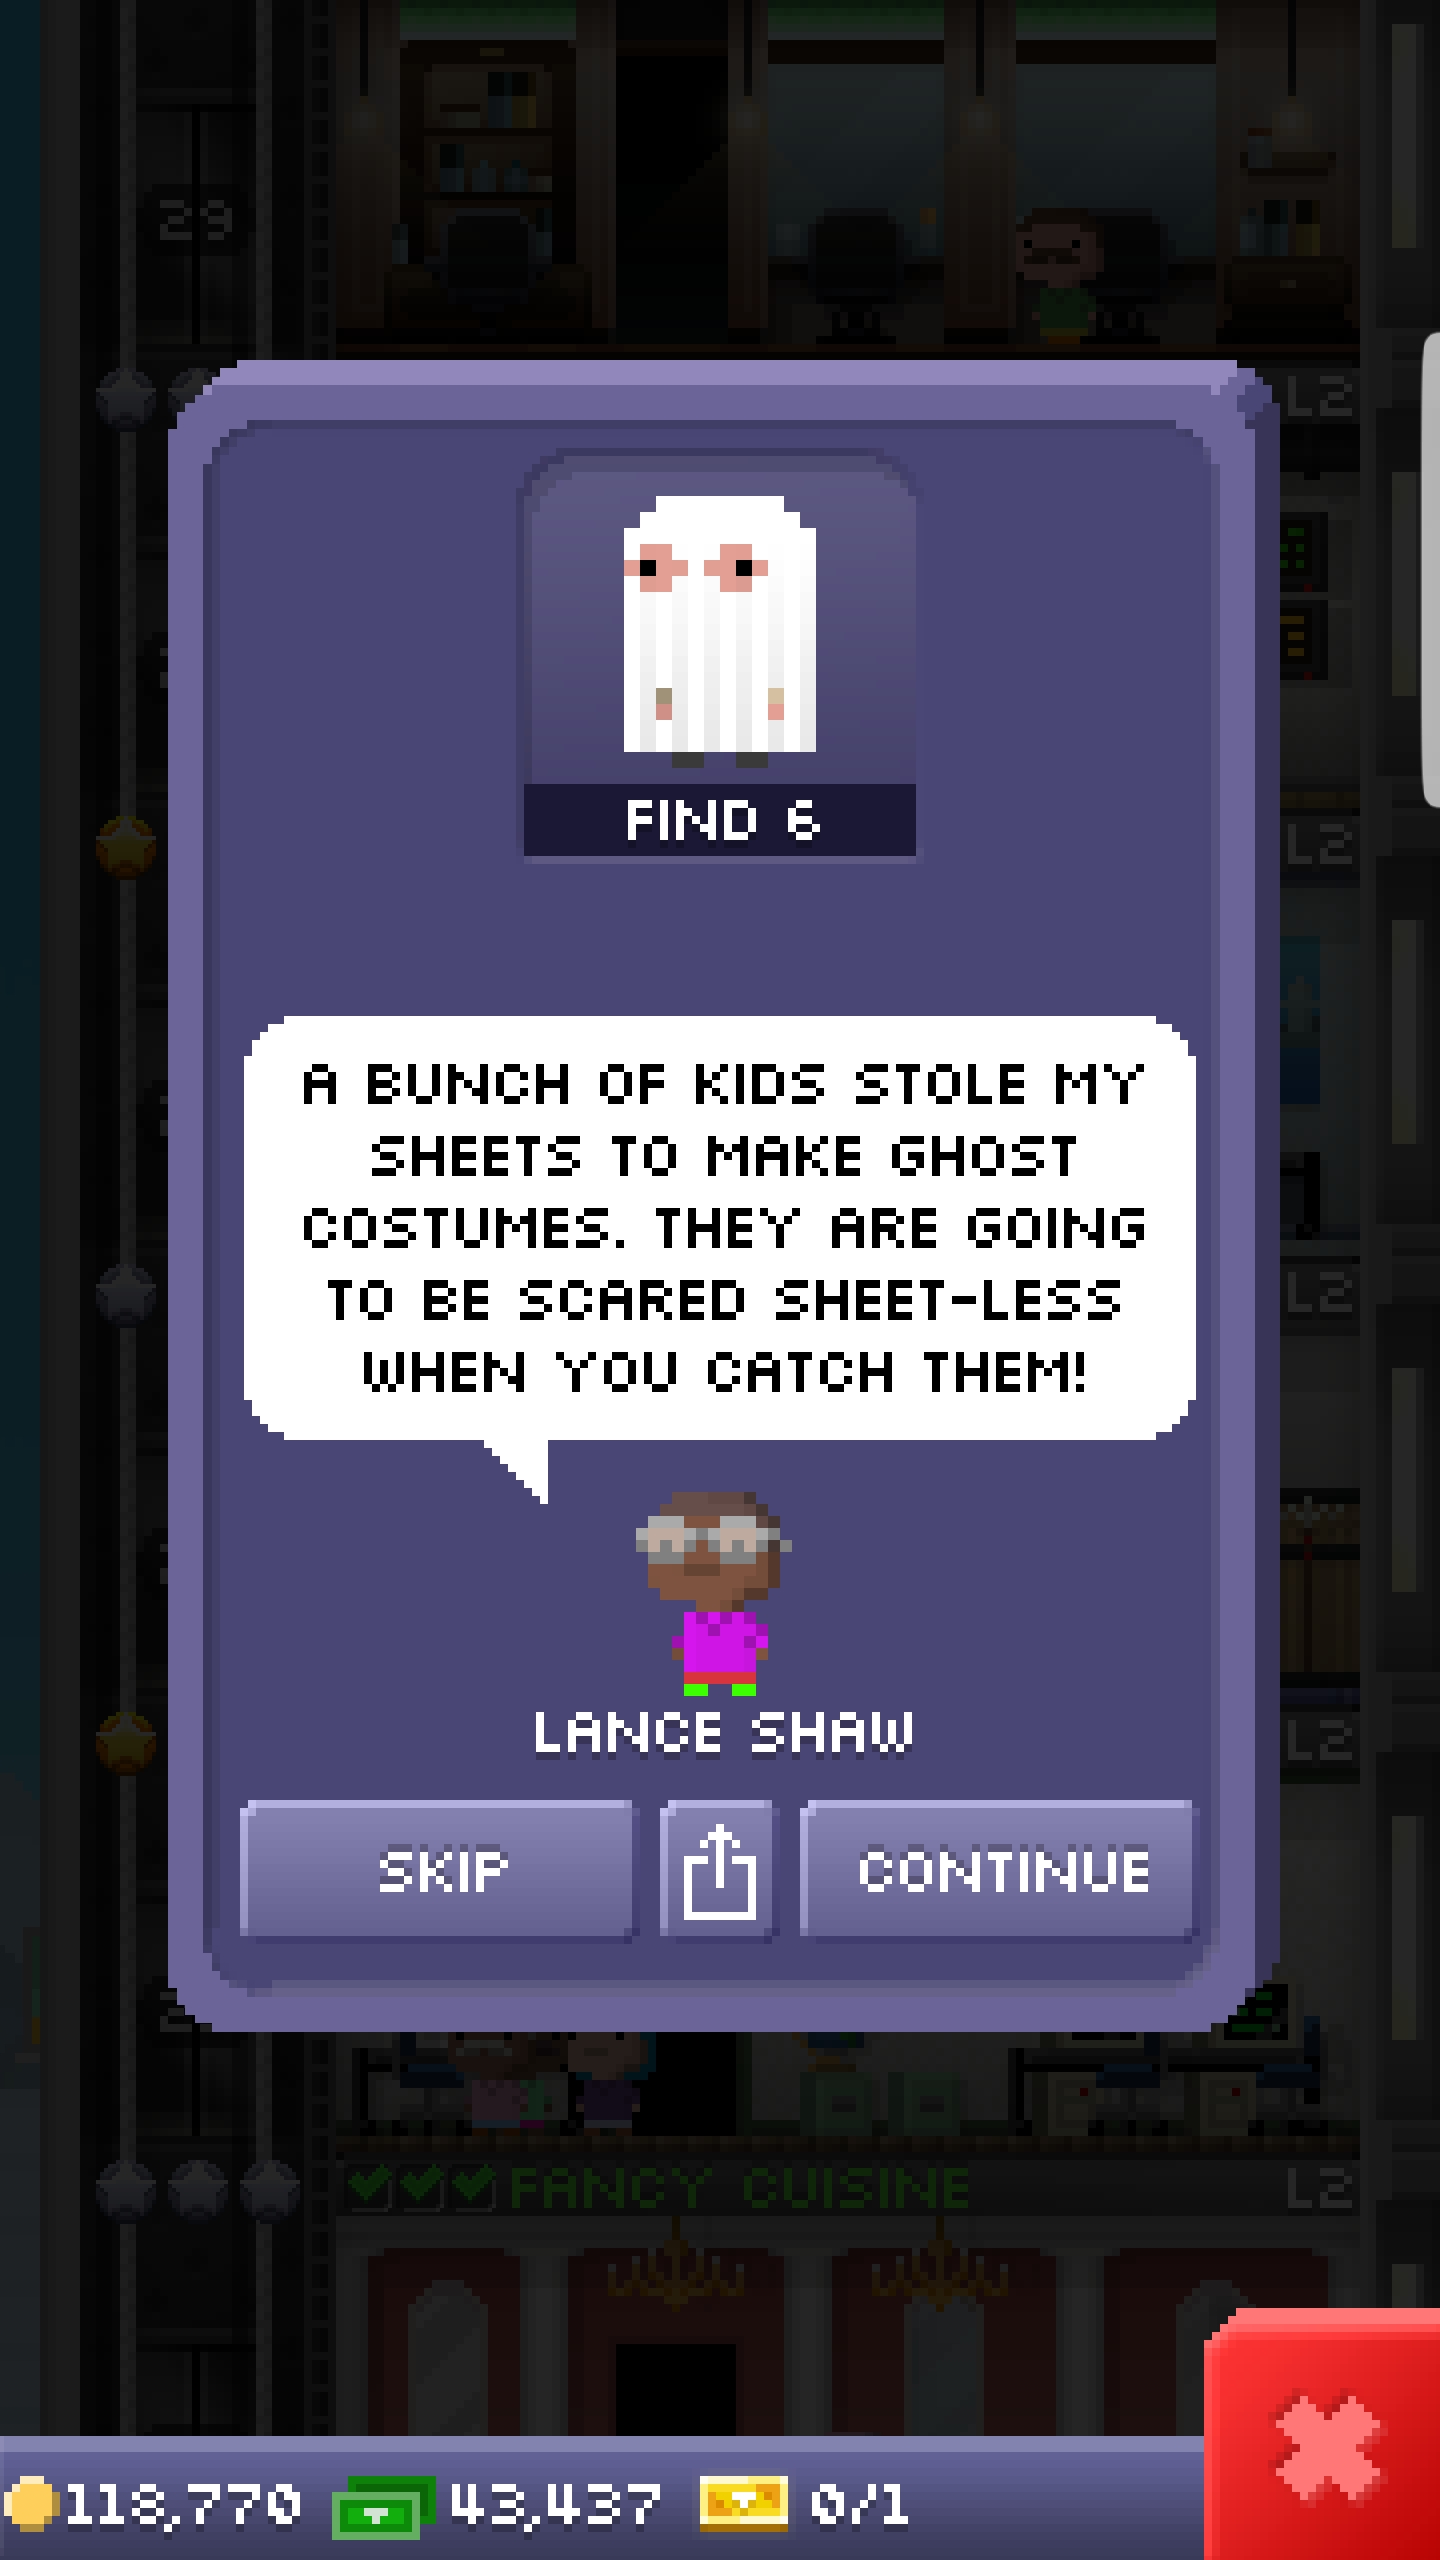 29
L2
FIND 6
L2
A BUNCH OF KIDS STOLE MY
SHEETS TO MAKE GHOST
COSTUMES. THEY ARE GOING
TO BE SCARED SHEET-LESS
WHEN YOU CATCH THEM!
L2
LANCE SHAW
L2
SKIP
CONTINUE
FANCY CUISINE L2
118,770 43,437 0/1